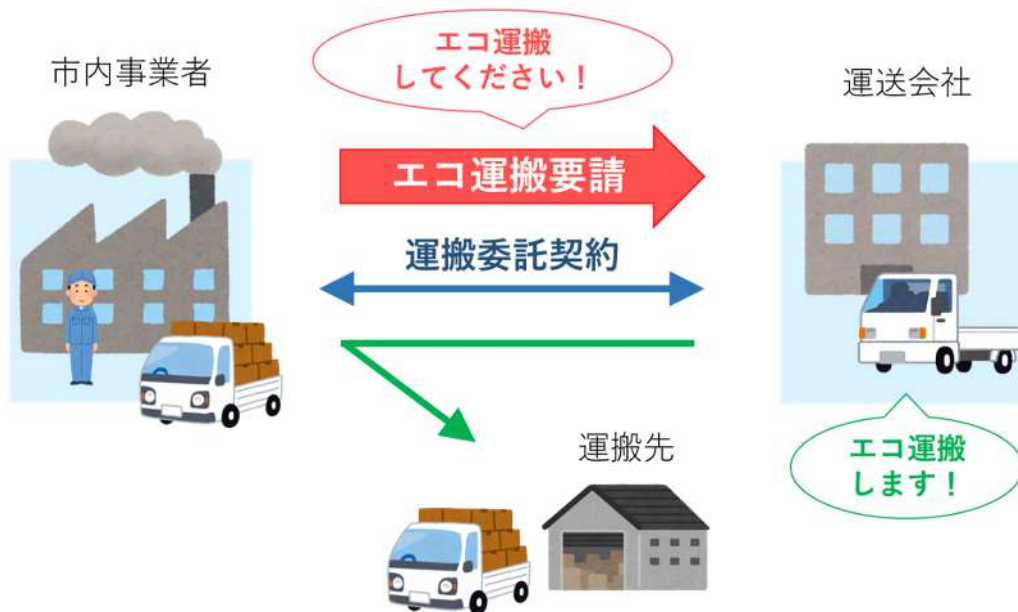 エコ運搬
してください！
市内事業者
運送会社
エコ運搬要請
運搬委託契約
運搬先
エコ運搬
します！